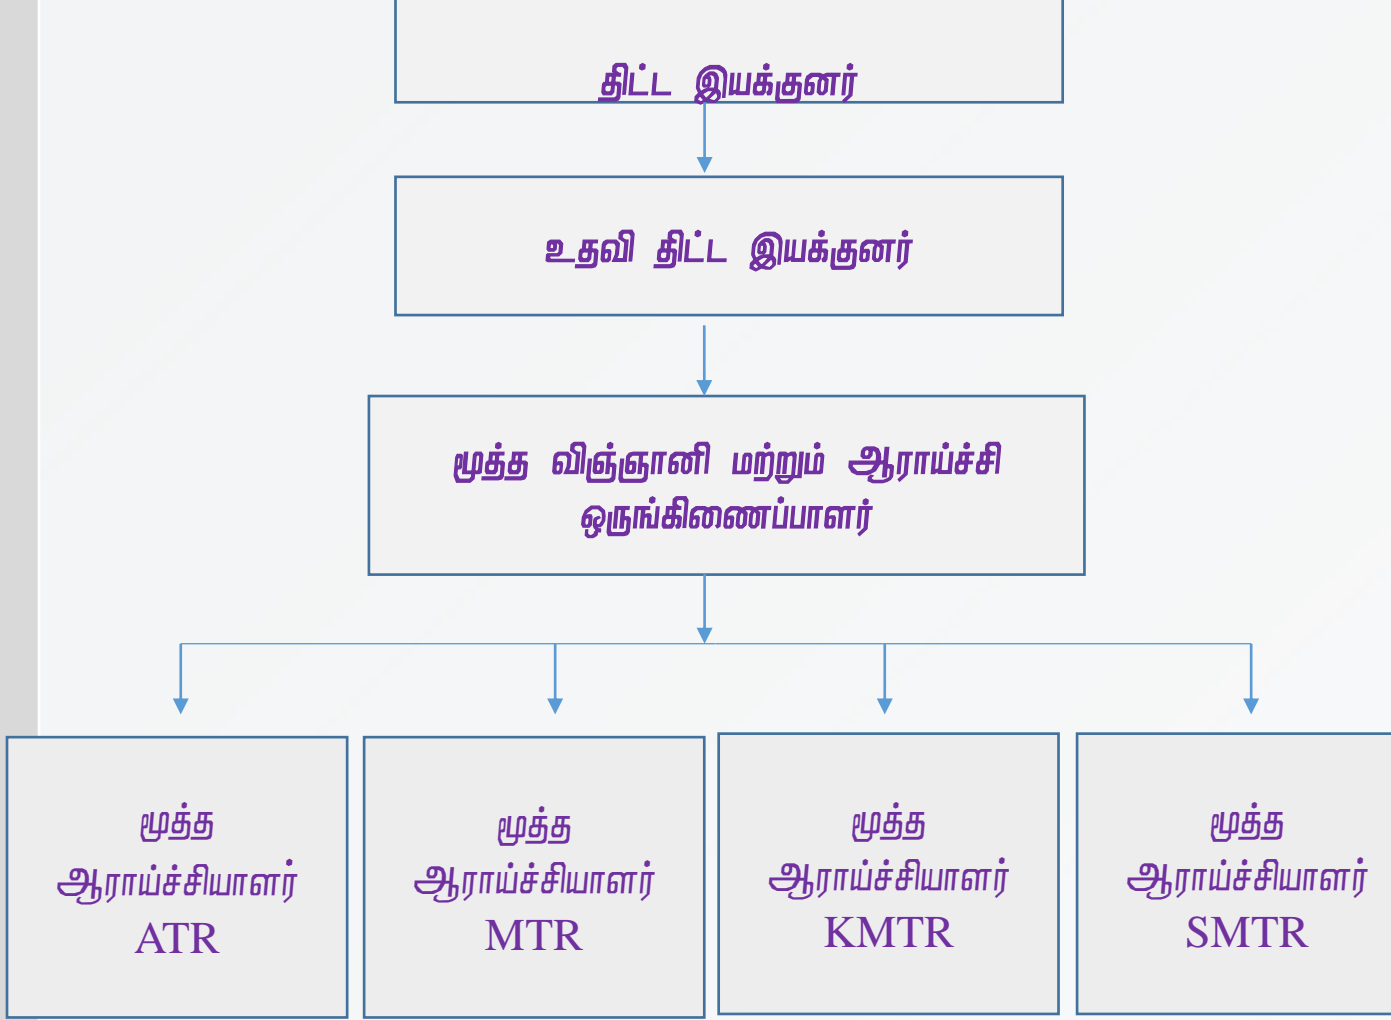 திட்ட இயக்குனர்
உதவி திட்ட இயக்குனர்
மூத்த விஞ்ஞானி மற்றும் ஆராய்ச்சி
ஒருங்கிணைப்பாளர்
மூத்த
ஆராய்ச்சியாளர்
ATR
மூத்த
ஆராய்ச்சியாளர்
MTR
மூத்த
ஆராய்ச்சியாளர்
KMTR
மூத்த
ஆராய்ச்சியாளர்
SMTR